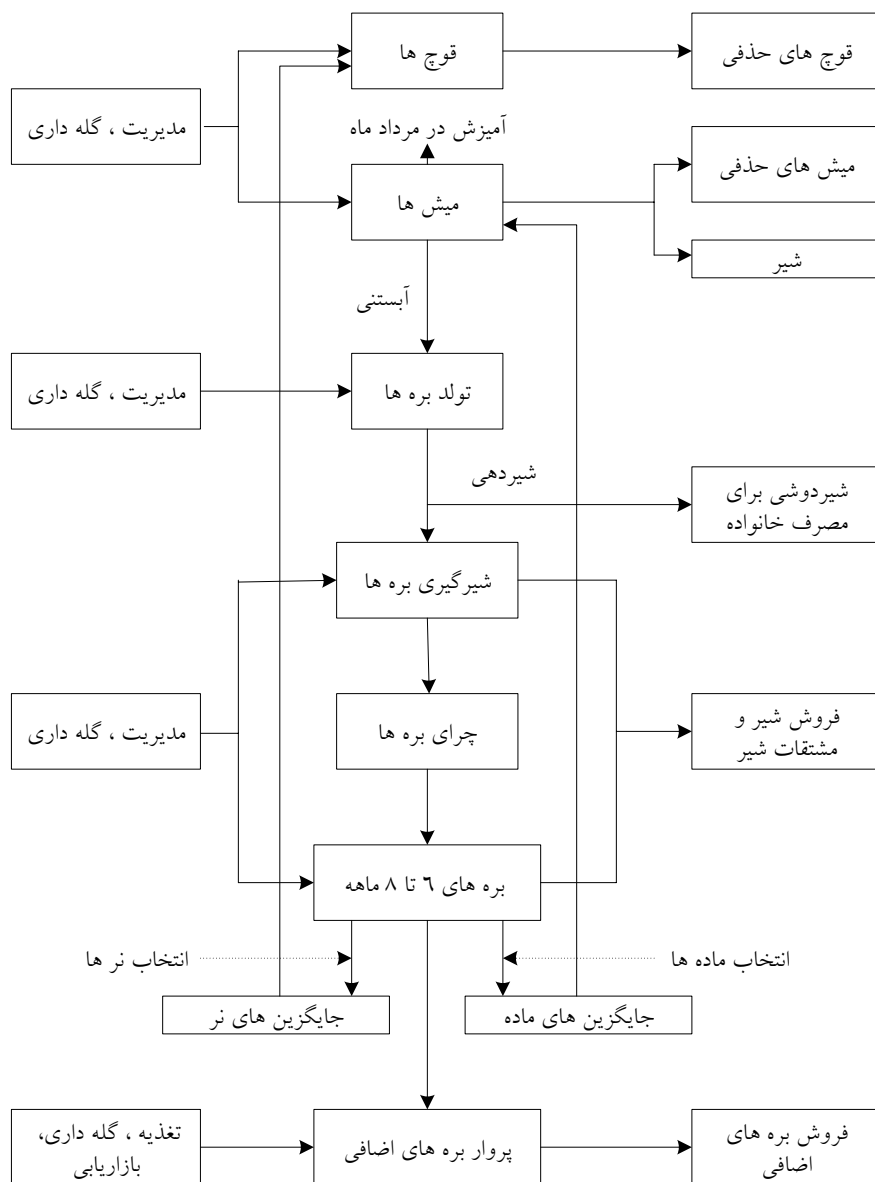 قوچ ها
قوچ های حذفی
مدیریت ، گله داری
آمیزش در مرداد ماه
میش های حذفی
میش ها
شیر
آبستنی
مدیریت ، گله داری
تولد بره ها
شیردهی
شیردوشی برای
مصرف خانواده
شیرگیری بره ها
مدیریت ، گله داری
چرای بره ها
فروش شیر و
مشتقات شیر
بره های ٦ تا ٨ ماهه
انتخاب نر ها
انتخاب ماده ها
جایگزین های نر
جایگزین های ماده
تغذیه ، گله داری،
بازاریابی
پروار بره های اضافی
فروش بره های
اضافی